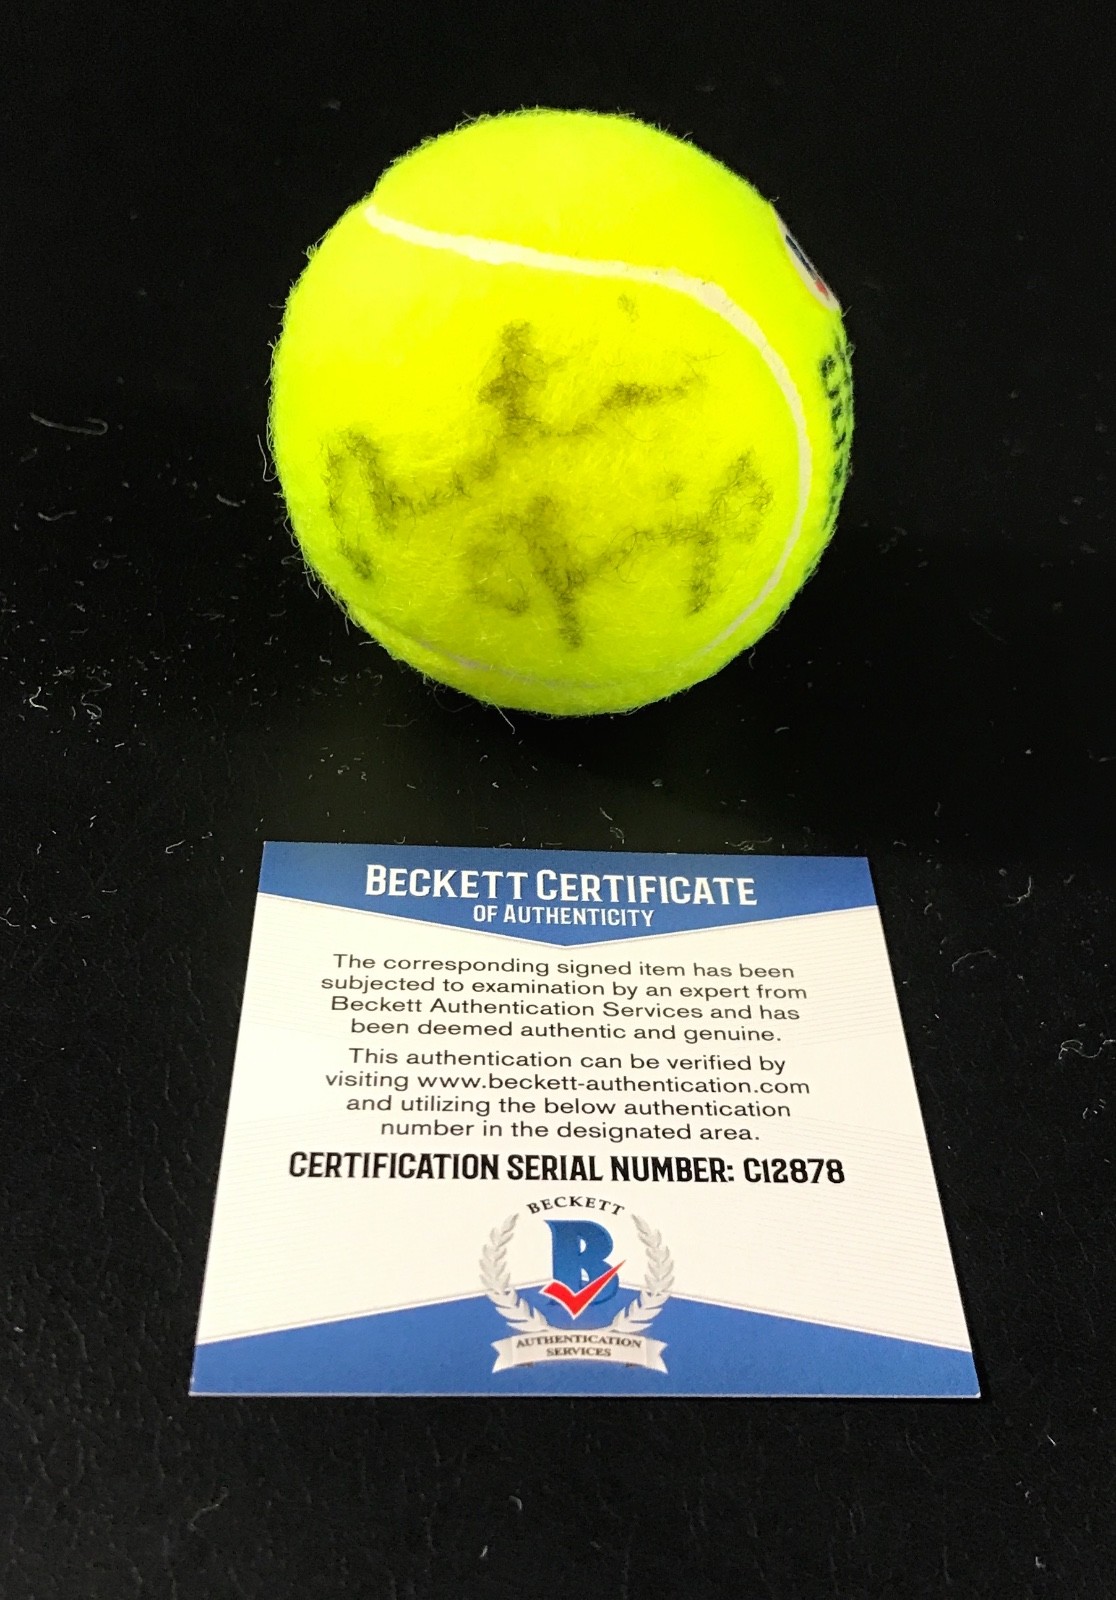 BECKETT CERTIFICATE
OF AUTHENTICITY
The corresponding signed item has been
subjected to examination by an expert from
Beckett Authentication Services and has
been deemed authentic and genuine.
This authentication can be verified by
visiting www.beckett-authentication.com
and utilizing the below authentication
number in the designated area.
CERTIFICATION SERIAL NUMBER: C12878
BECKETT
B
AUTHENTICATION
SERVICES